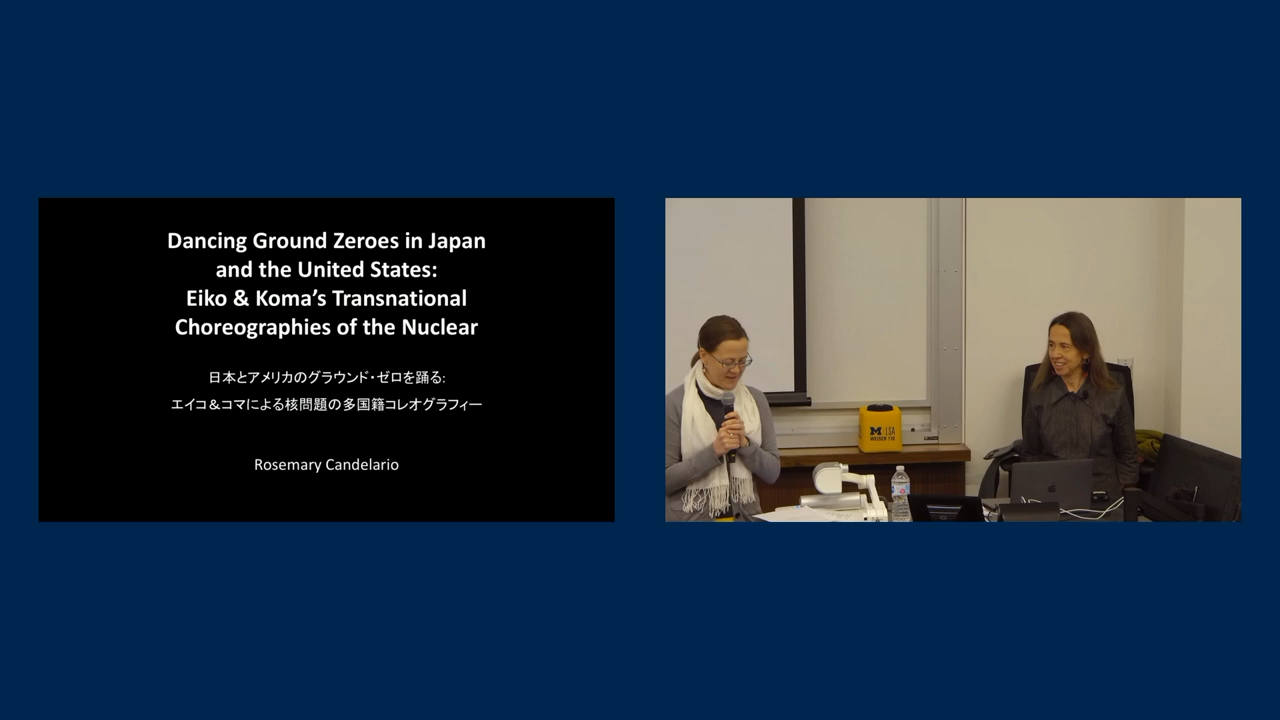 Dancing Ground Zeroes in Japan
and the United States:
Eiko & Koma’s Transnational
Choreographies of the Nuclear
日本とアメリカのグラウンド・ゼロを踊る:
エイコ＆コマによる核問題の多国籍コレオグラフィー
Rosemary Candelario
M LSA
WEISER 110